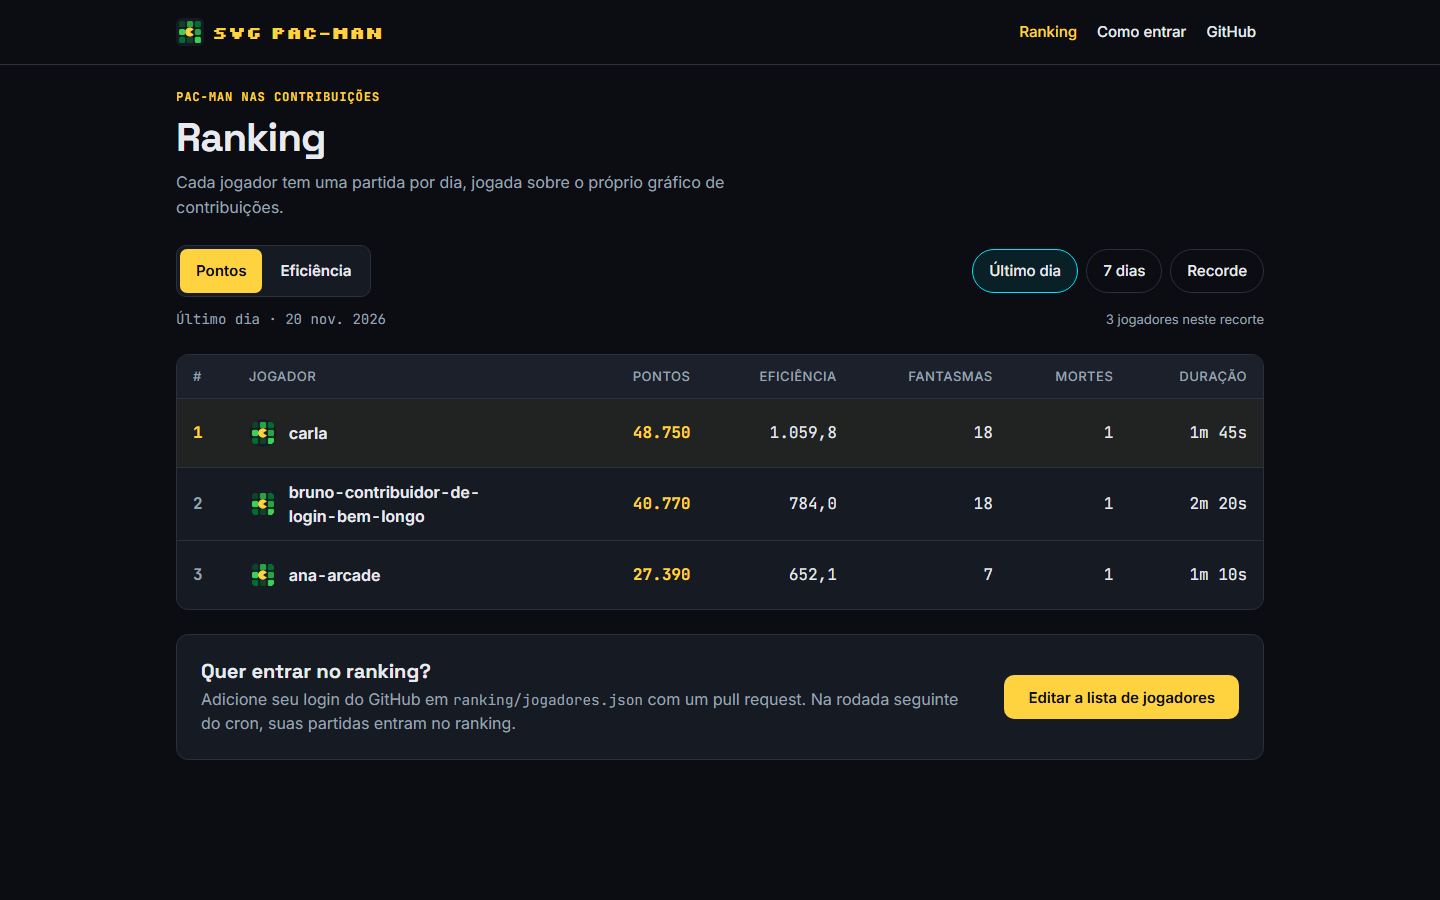 SVG PAC-MAN
Ranking Como entrar GitHub
PAC-MAN NAS CONTRIBUIÇÕES
Ranking
Cada jogador tem uma partida por dia, jogada sobre o próprio gráfico de
contribuições.
Pontos Eficiência Último dia 7 dias Recorde
Último dia · 20 nov. 2026 3 jogadores neste recorte
# JOGADOR PONTOS EFICIÊNCIA FANTASMAS MORTES DURAÇÃO
1 carla 48.750 1.059,8 18 1 1m 45s
2 bruno-contribuidor-de-
login-bem-longo 40.770 784,0 18 1 2m 20s
3 ana-arcade 27.390 652,1 7 1 1m 10s
Quer entrar no ranking?
Adicione seu login do GitHub em ranking/jogadores.json com um pull request. Na rodada seguinte
do cron, suas partidas entram no ranking.
Editar a lista de jogadores